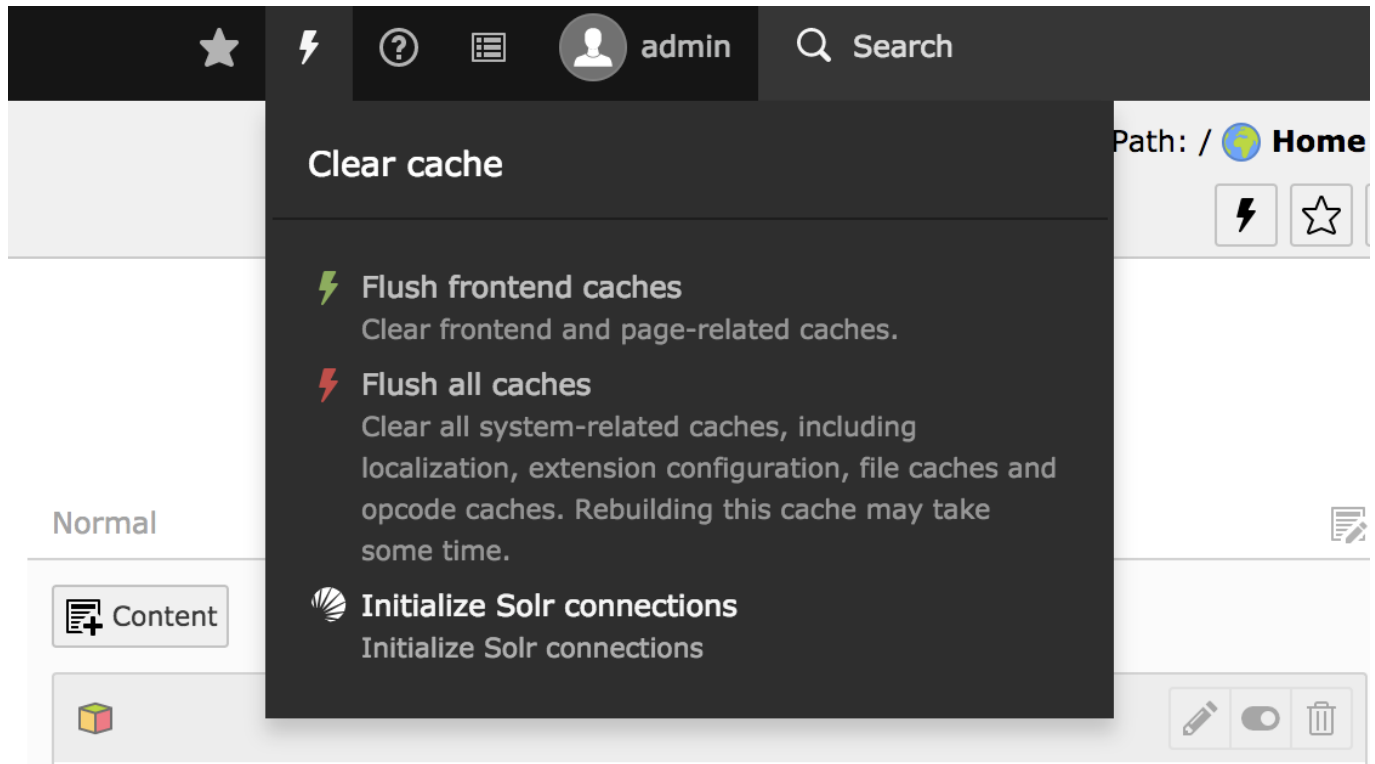 admin
Search
Clear cache
Path: / Home
Flush frontend caches
Clear frontend and page-related caches.
Flush all caches
Clear all system-related caches, including
localization, extension configuration, file caches and
opcode caches. Rebuilding this cache may take
some time.
Normal
Initialize Solr connections
Initialize Solr connections
Content